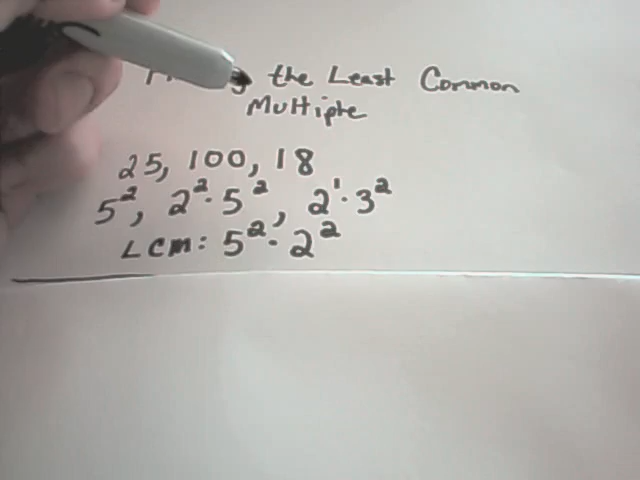 the Least Common
Multiple
25, 100, 18
5², 2²·5², 2¹·3²
LCM: 5²·2²